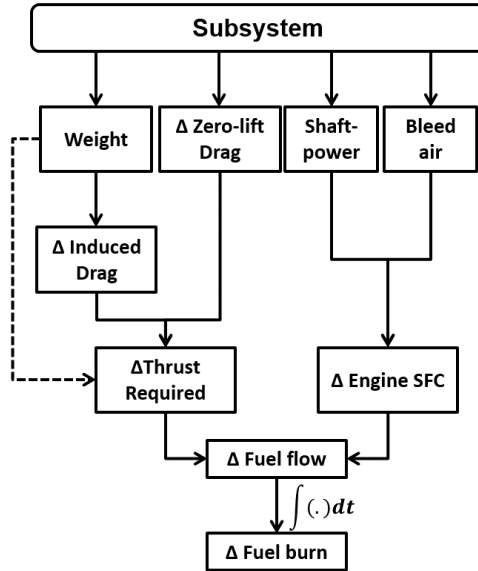 Subsystem
Weight
Δ Zero-lift
Drag
Shaft-
power
Bleed
air
Δ Induced
Drag
ΔThrust
Required
Δ Engine SFC
Δ Fuel flow
∫(.)dt
Δ Fuel burn